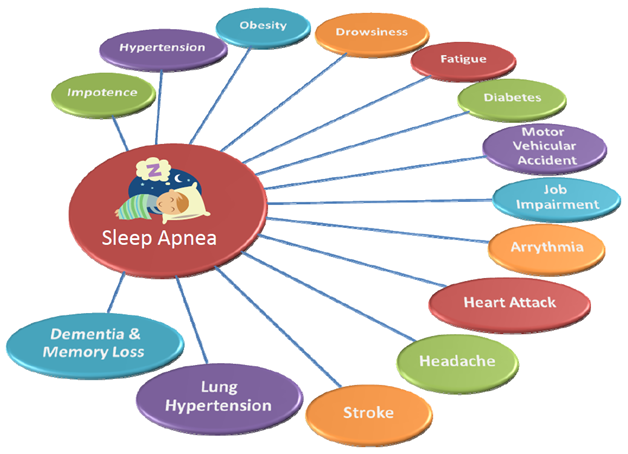 Obesity
Drowsiness
Hypertension
Fatigue
Impotence
Diabetes
Motor
Vehicular
Accident
N
Job
Impairment
Sleep Apnea
Arrythmia
Heart Attack
Dementia &
Memory Loss
Headache
Lung
Hypertension
Stroke